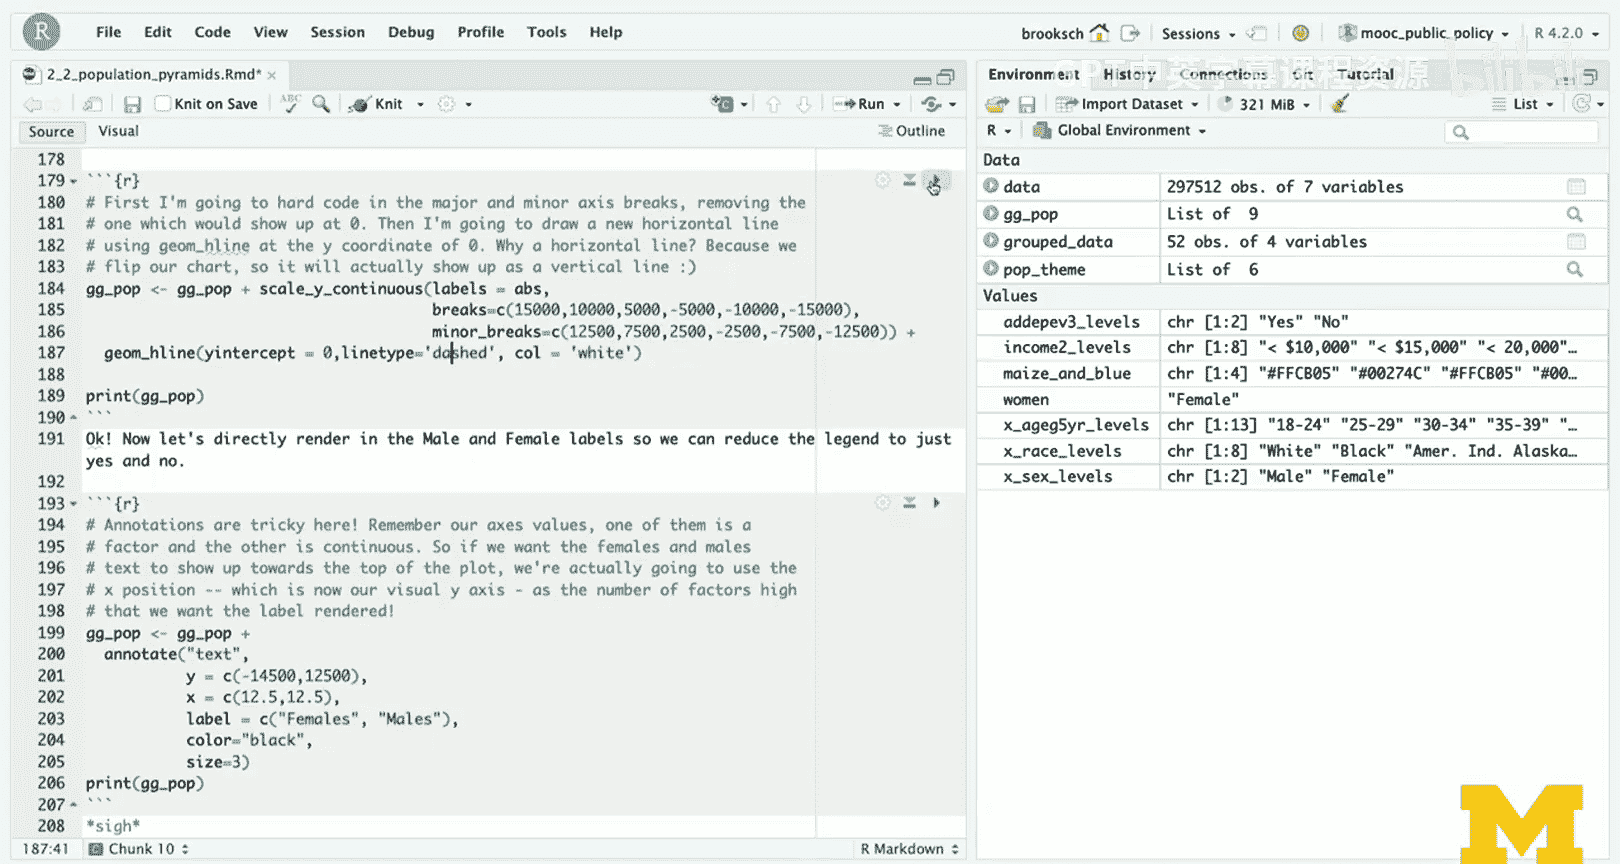 File Edit Code View Session Debug Profile Tools Help
brooksch Sessions mooc_public_policy R 4.2.0
2_2_population_pyramids.Rmd*
Knit on Save ABC Knit Run
Source Visual Outline
178
179 ```{r}
180 # First I'm going to hard code in the major and minor axis breaks, removing the
181 # one which would show up at 0. Then I'm going to draw a new horizontal line
182 # using geom_hline at the y coordinate of 0. Why a horizontal line? Because we
183 # flip our chart, so it will actually show up as a vertical line :)
184 gg_pop <- gg_pop + scale_y_continuous(labels = abs,
185 breaks=c(15000,10000,5000,-5000,-10000,-15000),
186 minor_breaks=c(12500,7500,2500,-2500,-7500,-12500)) +
187 geom_hline(yintercept = 0,linetype='dashed', col = 'white')
188
189 print(gg_pop)
190 ```
191 Ok! Now let's directly render in the Male and Female labels so we can reduce the legend to just
yes and no.
192
193 ```{r}
194 # Annotations are tricky here! Remember our axes values, one of them is a
195 # factor and the other is continuous. So if we want the females and males
196 # text to show up towards the top of the plot, we're actually going to use the
197 # x position -- which is now our visual y axis - as the number of factors high
198 # that we want the label rendered!
199 gg_pop <- gg_pop +
200 annotate("text",
201 y = c(-14500,12500),
202 x = c(12.5,12.5),
203 label = c("Females", "Males"),
204 color="black",
205 size=3)
206 print(gg_pop)
207 ```
208 *sigh*
187:41 Chunk 10 R Markdown
Environment History Connections Git Tutorial
GPT中英字幕课程资源
Import Dataset 321 MiB List
R Global Environment
Data
data 297512 obs. of 7 variables
gg_pop List of 9
grouped_data 52 obs. of 4 variables
pop_theme List of 6
Values
addepev3_levels chr [1:2] "Yes" "No"
income2_levels chr [1:8] "< $10,000" "< $15,000" "< 20,000"…
maize_and_blue chr [1:4] "#FFCB05" "#00274C" "#FFCB05" "#00…
women "Female"
x_ageg5yr_levels chr [1:13] "18-24" "25-29" "30-34" "35-39" "…
x_race_levels chr [1:8] "White" "Black" "Amer. Ind. Alaska…
x_sex_levels chr [1:2] "Male" "Female"
M